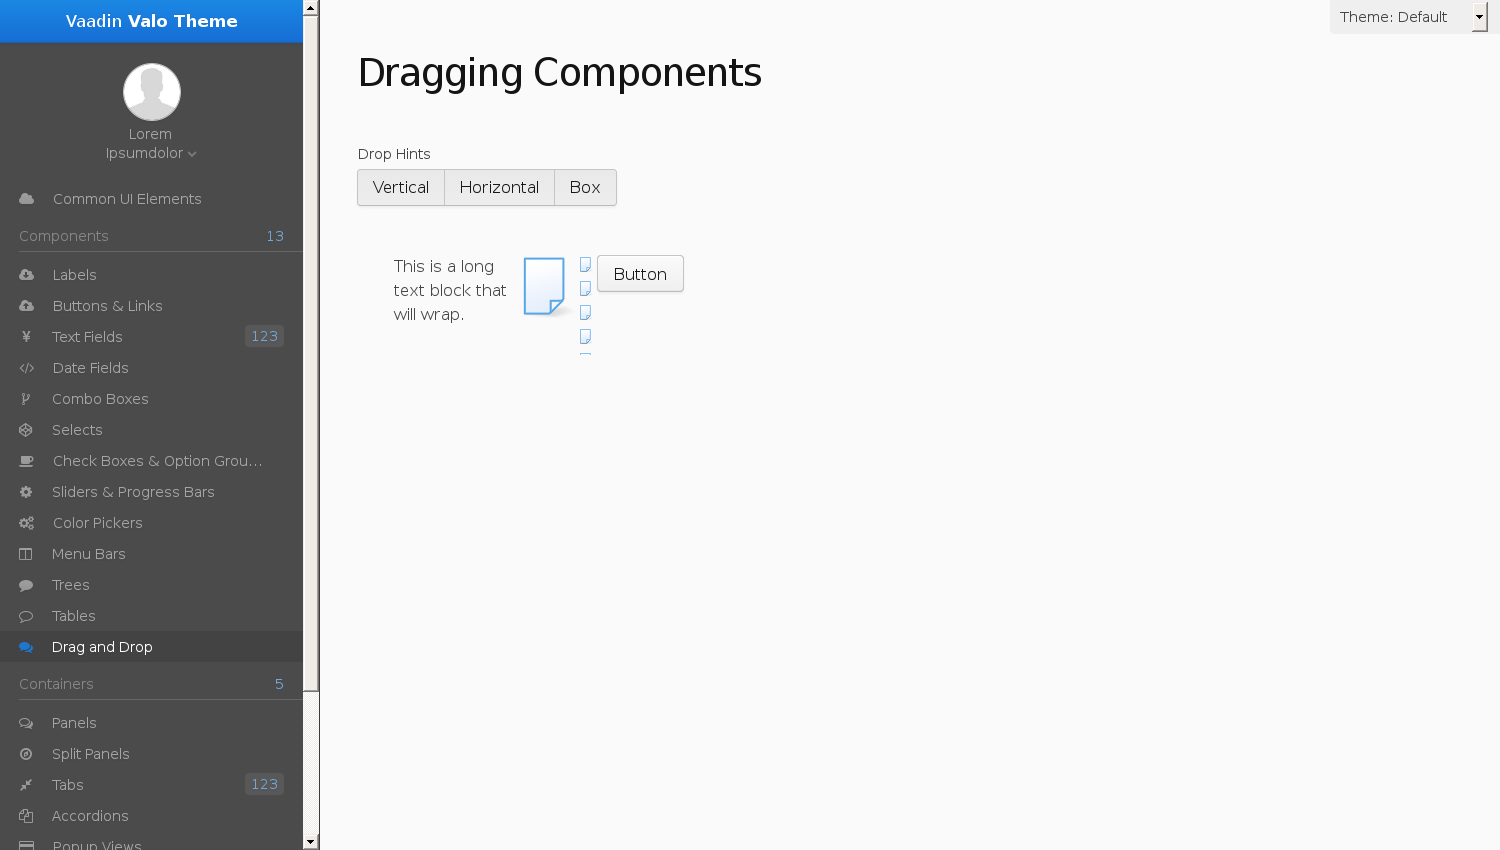 Vaadin Valo Theme
Lorem
Ipsumdolor
Common UI Elements
Components 13
Labels
Buttons & Links
Text Fields 123
Date Fields
Combo Boxes
Selects
Check Boxes & Option Grou…
Sliders & Progress Bars
Color Pickers
Menu Bars
Trees
Tables
Drag and Drop
Containers 5
Panels
Split Panels
Tabs 123
Accordions
Popup Views
Theme: Default
Dragging Components
Drop Hints
Vertical Horizontal Box
This is a long
text block that
will wrap.
Button